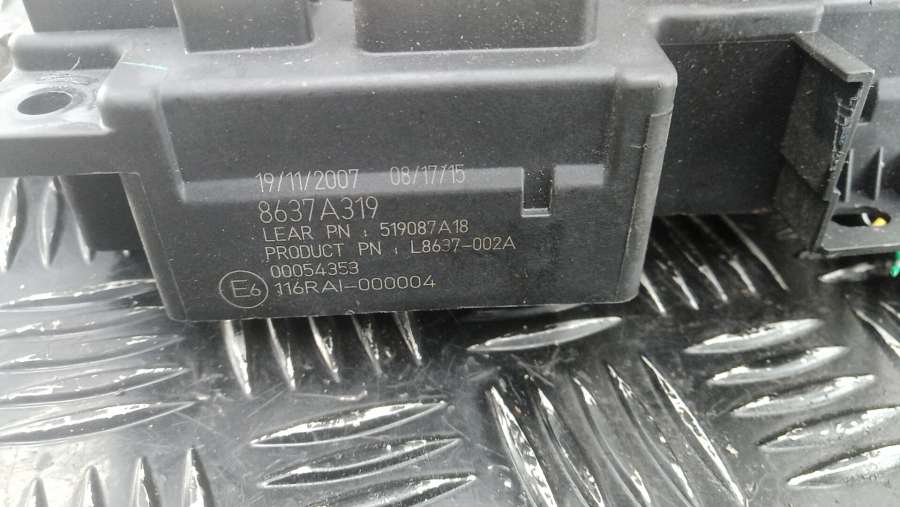 19/11/2007 08/17/15
8637A319
LEAR PN : 519087A18
PRODUCT PN : L8637-002A
00054353
E6 116RAI-000004